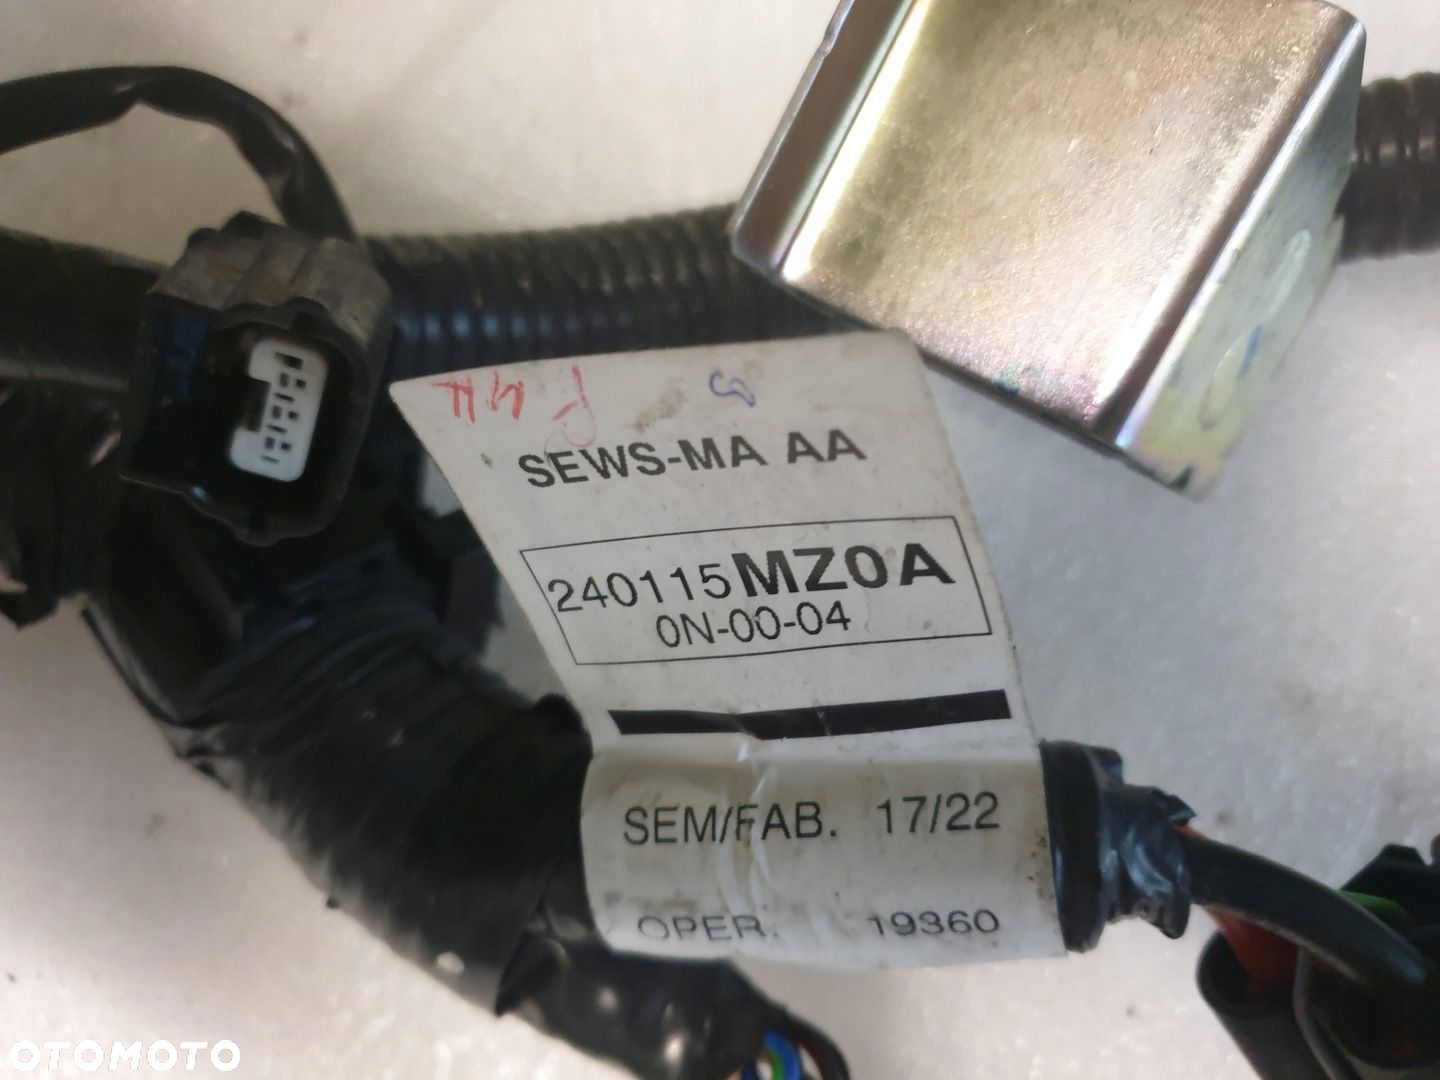 SEWS-MA AA
240115MZ0A
0N-00-04
SEM/FAB. 17/22
OPER. 19360
OTOMOTO